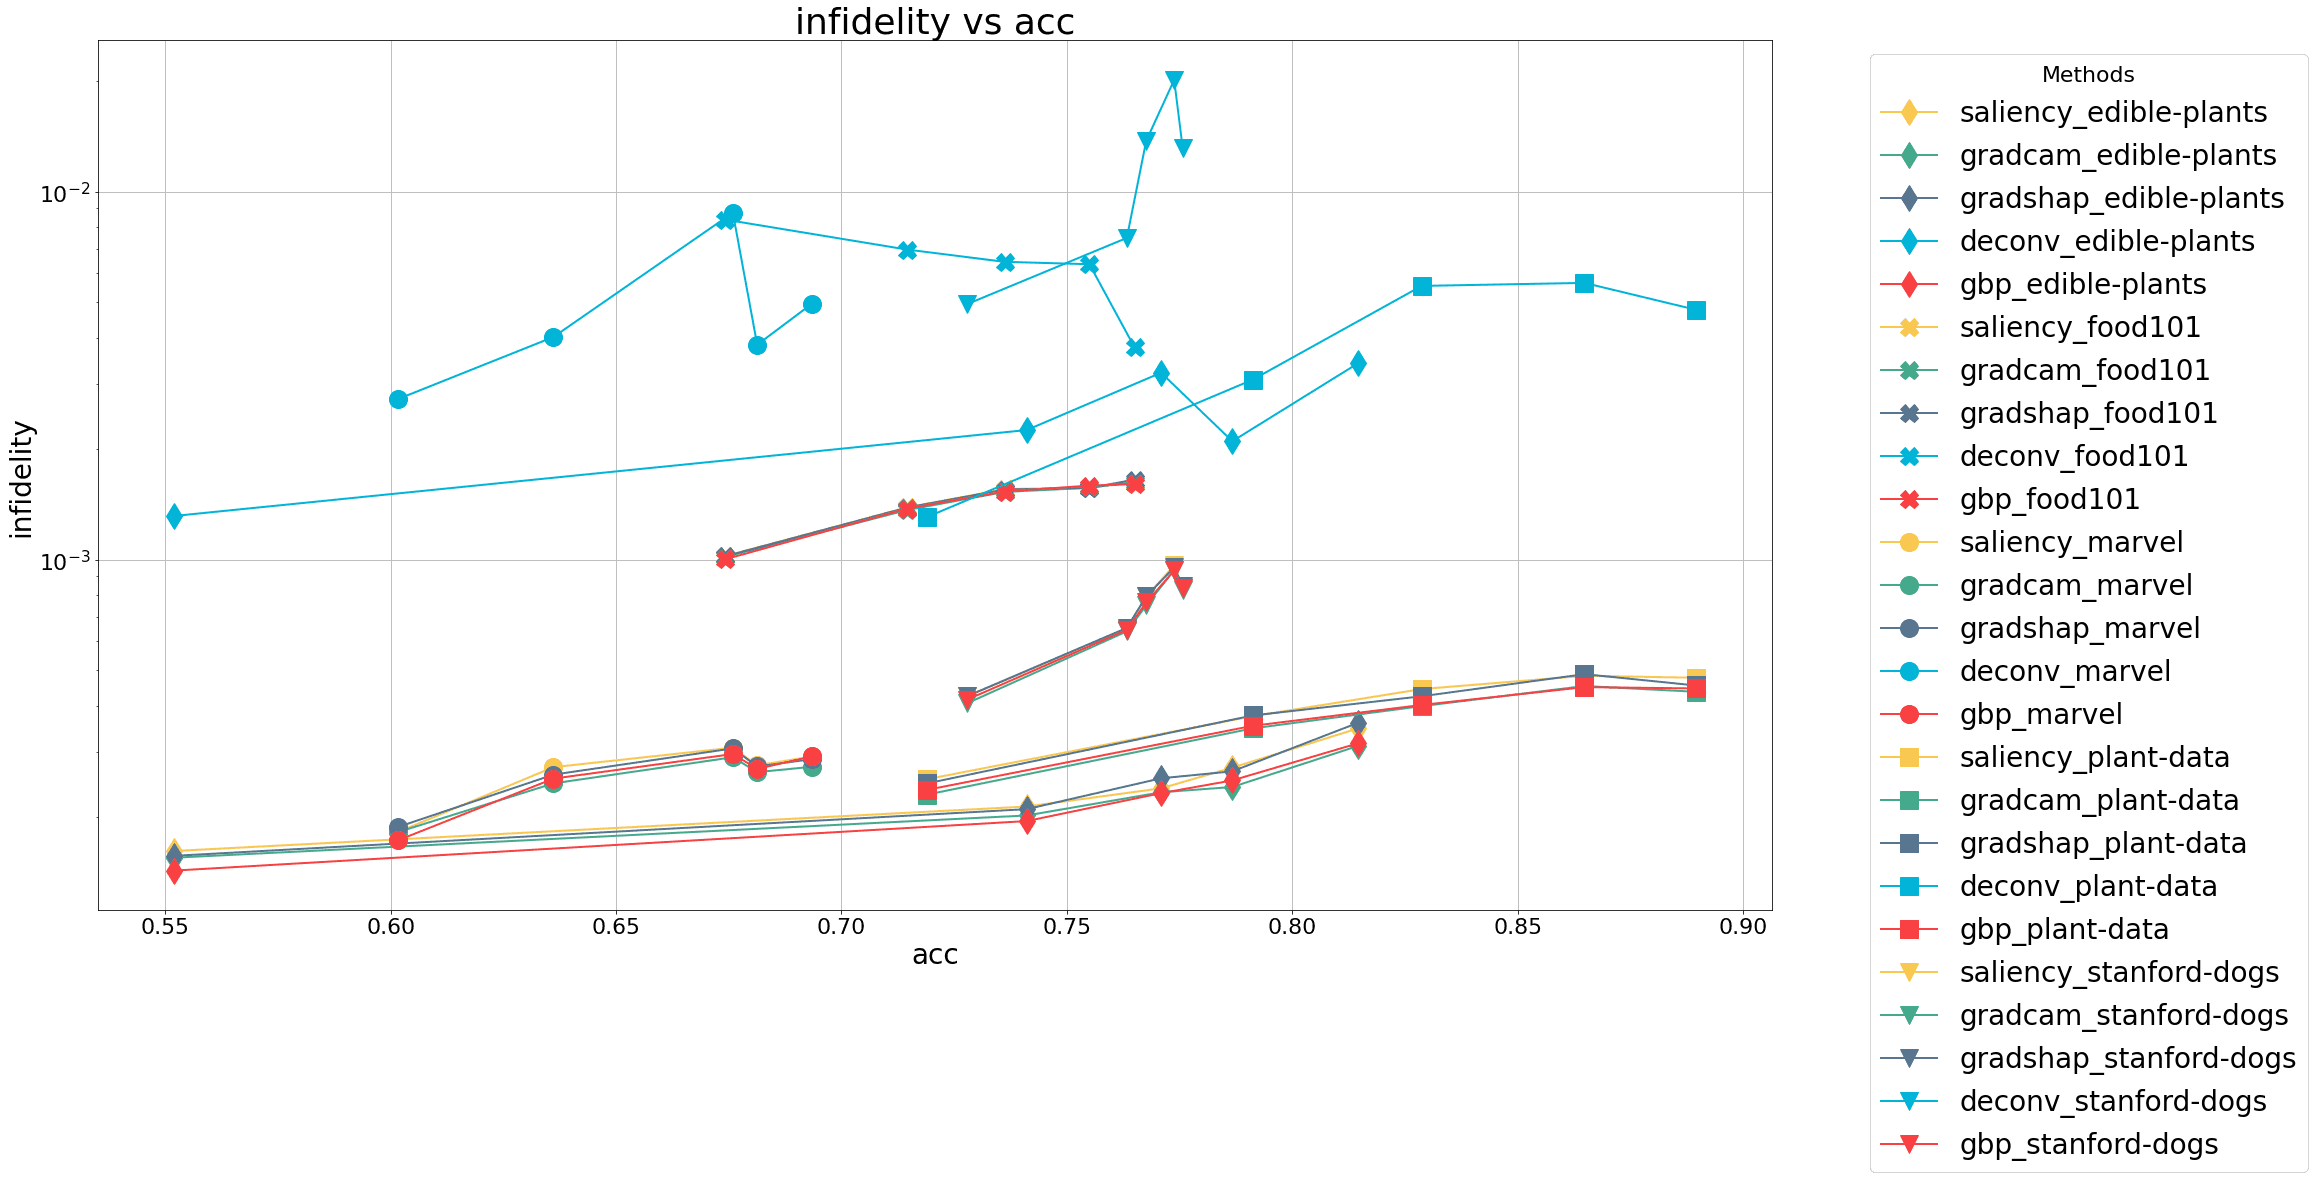 infidelity vs acc
infidelity
10⁻²
10⁻³
0.55 0.60 0.65 0.70 0.75 0.80 0.85 0.90
acc
Methods
saliency_edible-plants
gradcam_edible-plants
gradshap_edible-plants
deconv_edible-plants
gbp_edible-plants
saliency_food101
gradcam_food101
gradshap_food101
deconv_food101
gbp_food101
saliency_marvel
gradcam_marvel
gradshap_marvel
deconv_marvel
gbp_marvel
saliency_plant-data
gradcam_plant-data
gradshap_plant-data
deconv_plant-data
gbp_plant-data
saliency_stanford-dogs
gradcam_stanford-dogs
gradshap_stanford-dogs
deconv_stanford-dogs
gbp_stanford-dogs